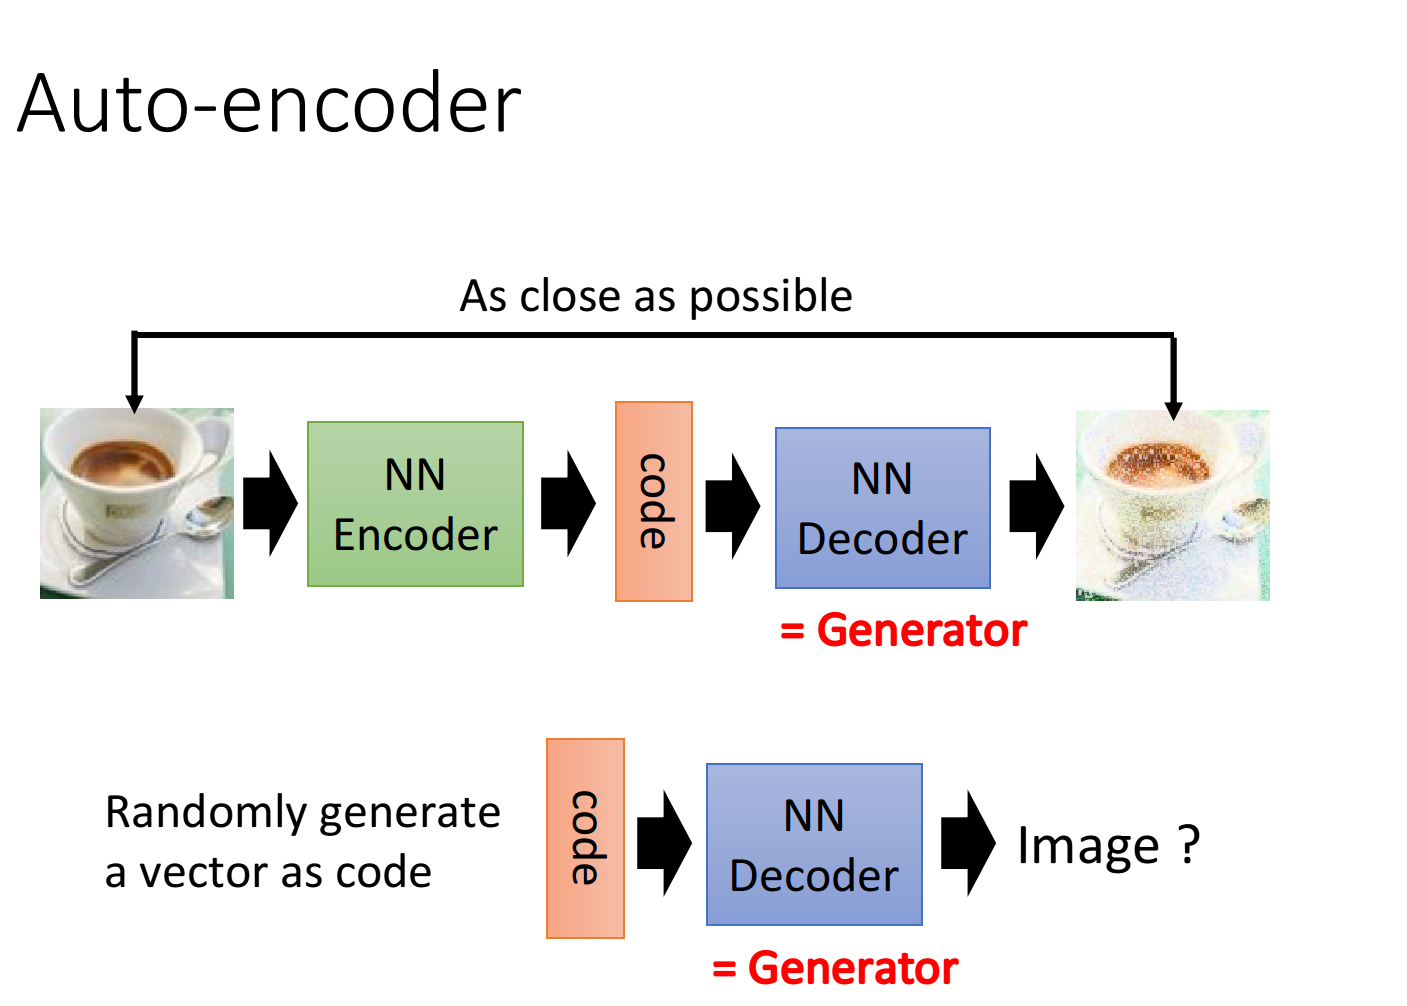 Auto-encoder
As close as possible
NN
Encoder
code
NN
Decoder
= Generator
Randomly generate
a vector as code
code
NN
Decoder
Image ?
= Generator